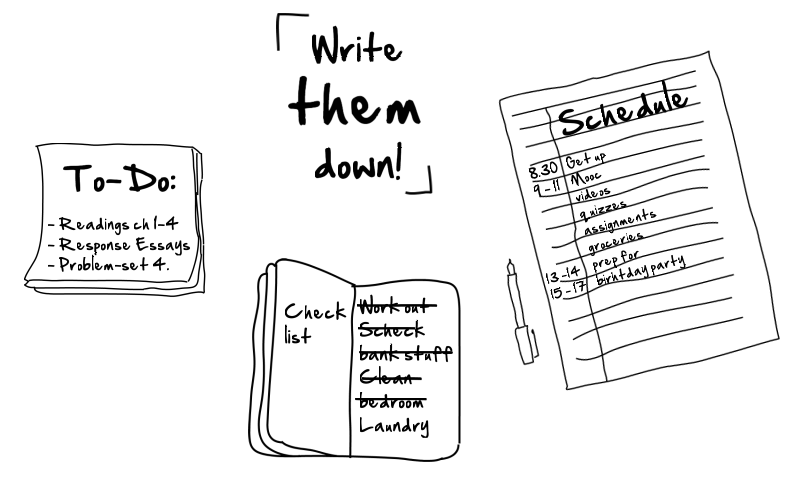 Write
them
down!
To-Do:
- Readings ch 1-4
- Response Essays
- Problem-set 4.
Check
list
Work out
Scheck
bank stuff
Clean
bedroom
Laundry
Schedule
8.30 Get up
9-11 Mooc
videos
quizzes
assignments
groceries
13-14 prep for
15-17 birhtday party